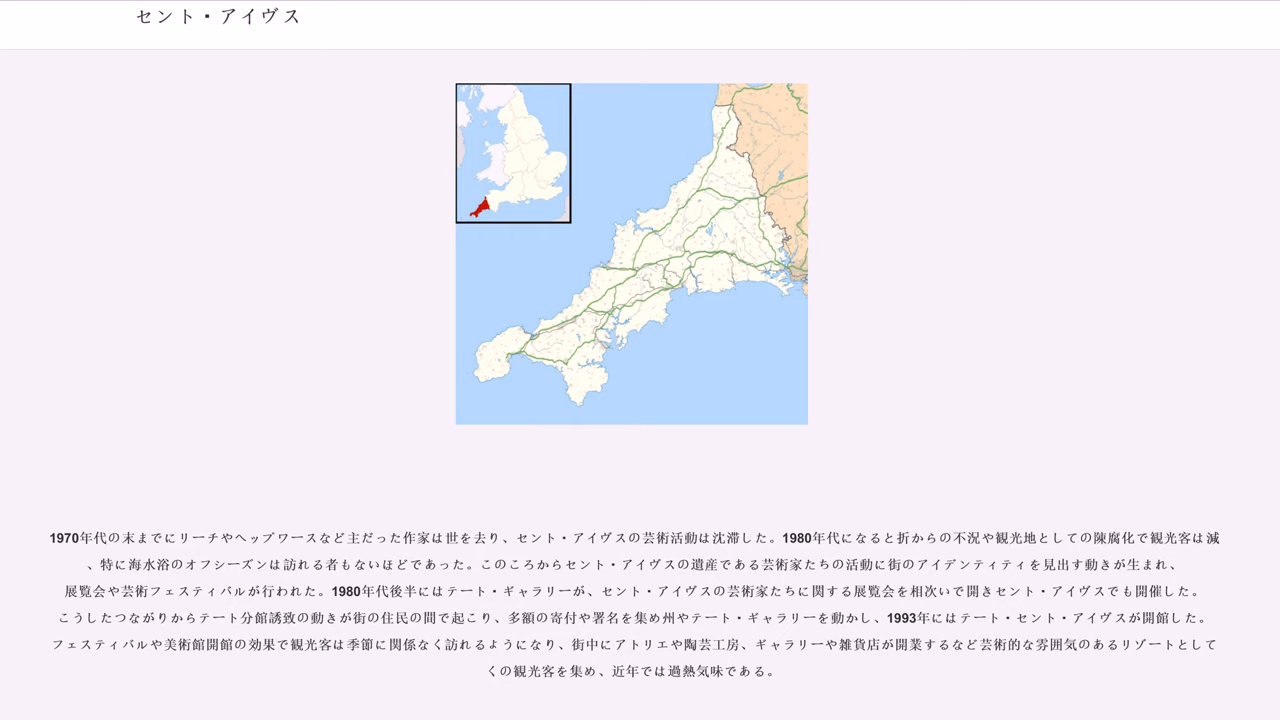 セント・アイヴス
1970年代の末までにリーチやヘップワースなど主だった作家は世を去り、セント・アイヴスの芸術活動は沈滞した。1980年代になると折からの不況や観光地としての陳腐化で観光客は減
、特に海水浴のオフシーズンは訪れる者もないほどであった。このころからセント・アイヴスの遺産である芸術家たちの活動に街のアイデンティティを見出す動きが生まれ、
展覧会や芸術フェスティバルが行われた。1980年代後半にはテート・ギャラリーが、セント・アイヴスの芸術家たちに関する展覧会を相次いで開きセント・アイヴスでも開催した。
こうしたつながりからテート分館誘致の動きが街の住民の間で起こり、多額の寄付や署名を集め州やテート・ギャラリーを動かし、1993年にはテート・セント・アイヴスが開館した。
フェスティバルや美術館開館の効果で観光客は季節に関係なく訪れるようになり、街中にアトリエや陶芸工房、ギャラリーや雑貨店が開業するなど芸術的な雰囲気のあるリゾートとして
くの観光客を集め、近年では過熱気味である。